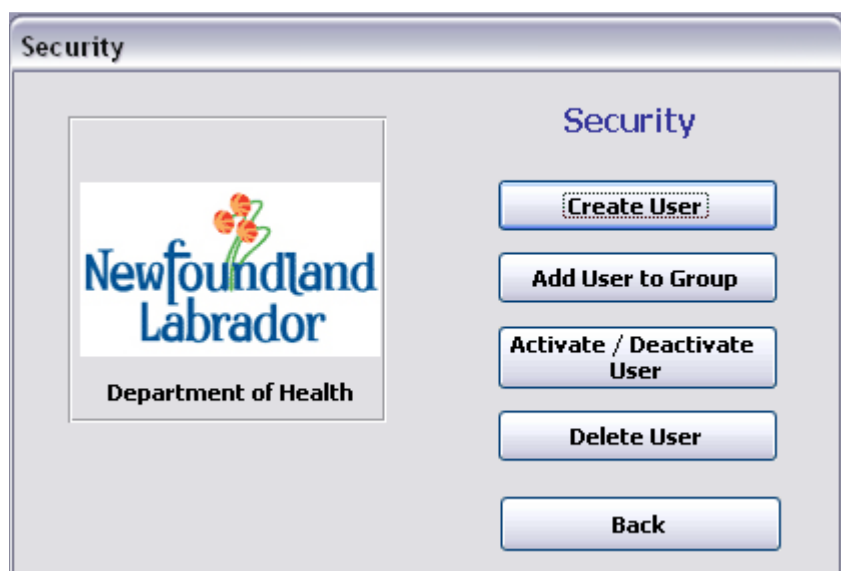 Security
Security
Newfoundland
Labrador
Department of Health
Create User
Add User to Group
Activate / Deactivate
User
Delete User
Back